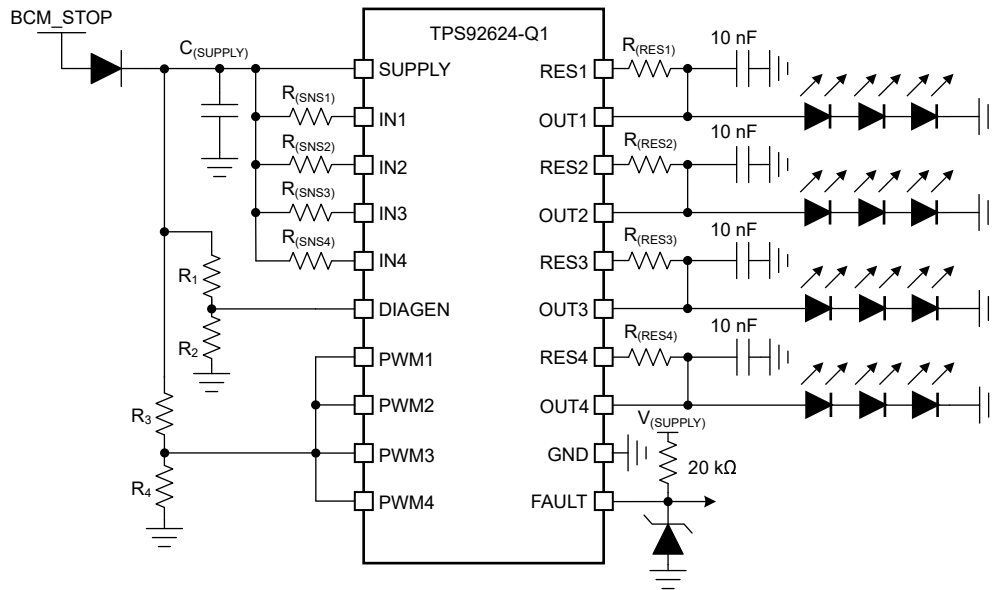 BCM_STOP
C(SUPPLY)
TPS92624-Q1
SUPPLY
R(SNS1)
IN1
R(SNS2)
IN2
R(SNS3)
IN3
R(SNS4)
IN4
R1
DIAGEN
R2
PWM1
PWM2
R3
PWM3
R4
PWM4
RES1
R(RES1)
10 nF
OUT1
RES2
R(RES2)
10 nF
OUT2
RES3
R(RES3)
10 nF
OUT3
RES4
R(RES4)
10 nF
OUT4
V(SUPPLY)
GND
20 kΩ
FAULT